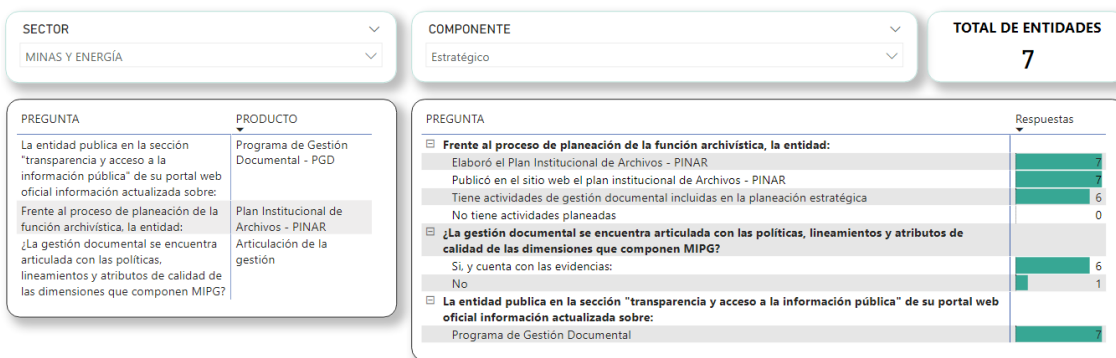 SECTOR
MINAS Y ENERGÍA
COMPONENTE
Estratégico
TOTAL DE ENTIDADES
7
PREGUNTA PRODUCTO
La entidad publica en la sección
"transparencia y acceso a la
información pública" de su portal web
oficial información actualizada sobre:
Programa de Gestión
Documental - PGD
Frente al proceso de planeación de la
función archivística, la entidad:
Plan Institucional de
Archivos - PINAR
¿La gestión documental se encuentra
articulada con las políticas,
lineamientos y atributos de calidad de
las dimensiones que componen MIPG?
Articulación de la
gestión
PREGUNTA Respuestas
Frente al proceso de planeación de la función archivística, la entidad:
Elaboró el Plan Institucional de Archivos - PINAR 7
Publicó en el sitio web el plan institucional de Archivos - PINAR 7
Tiene actividades de gestión documental incluidas en la planeación estratégica 6
No tiene actividades planeadas 0
¿La gestión documental se encuentra articulada con las políticas, lineamientos y atributos de
calidad de las dimensiones que componen MIPG?
Si, y cuenta con las evidencias: 6
No 1
La entidad publica en la sección "transparencia y acceso a la información pública" de su portal web
oficial información actualizada sobre:
Programa de Gestión Documental 7